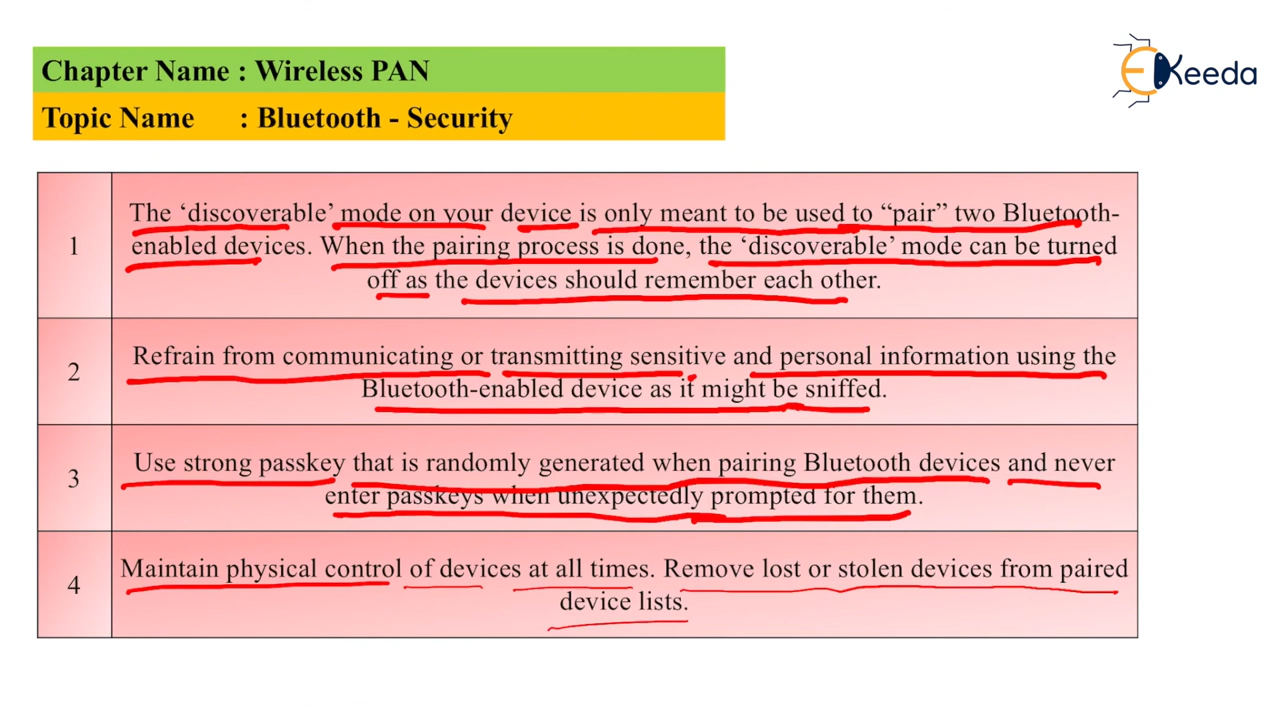 Chapter Name : Wireless PAN
Topic Name : Bluetooth - Security
EKeeda
1
The ‘discoverable’ mode on your device is only meant to be used to “pair” two Bluetooth-
enabled devices. When the pairing process is done, the ‘discoverable’ mode can be turned
off as the devices should remember each other.
2
Refrain from communicating or transmitting sensitive and personal information using the
Bluetooth-enabled device as it might be sniffed.
3
Use strong passkey that is randomly generated when pairing Bluetooth devices and never
enter passkeys when unexpectedly prompted for them.
4
Maintain physical control of devices at all times. Remove lost or stolen devices from paired
device lists.